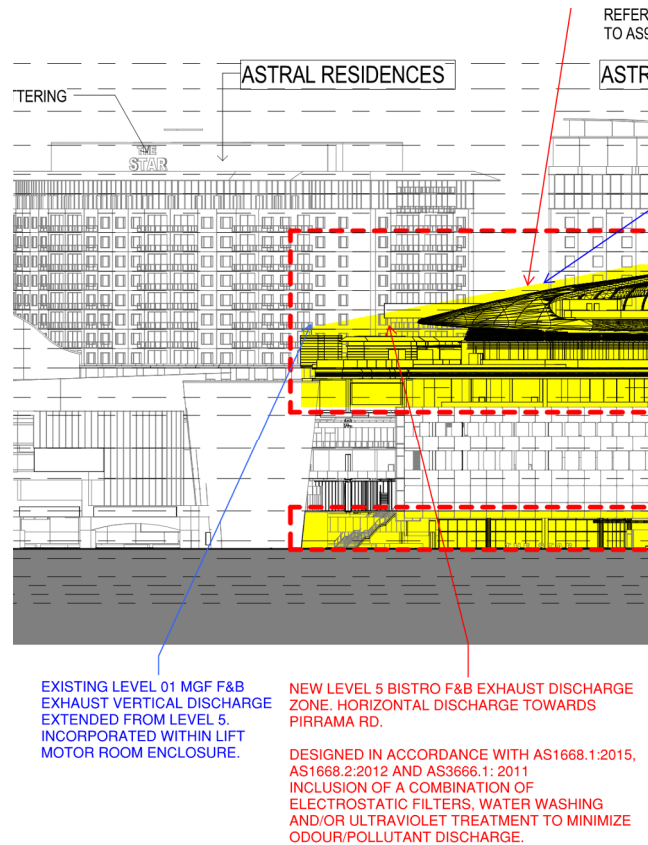 REFER
TO AS9
ASTRAL RESIDENCES
ASTR
TTERING
THE
STAR
EXISTING LEVEL 01 MGF F&B
EXHAUST VERTICAL DISCHARGE
EXTENDED FROM LEVEL 5.
INCORPORATED WITHIN LIFT
MOTOR ROOM ENCLOSURE.
NEW LEVEL 5 BISTRO F&B EXHAUST DISCHARGE
ZONE. HORIZONTAL DISCHARGE TOWARDS
PIRRAMA RD.
DESIGNED IN ACCORDANCE WITH AS1668.1:2015,
AS1668.2:2012 AND AS3666.1: 2011
INCLUSION OF A COMBINATION OF
ELECTROSTATIC FILTERS, WATER WASHING
AND/OR ULTRAVIOLET TREATMENT TO MINIMIZE
ODOUR/POLLUTANT DISCHARGE.